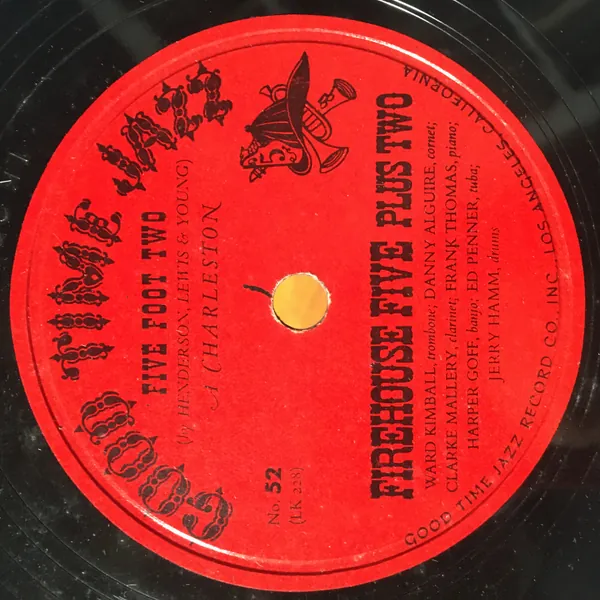 GOOD TIME JAZZ
FIVE FOOT TWO
(by HENDERSON, LEWIS & YOUNG)
A CHARLESTON
No. 52
(LK 228)
FIREHOUSE FIVE PLUS TWO
WARD KIMBALL, trombone; DANNY ALGUIRE, cornet;
CLARKE MALLERY, clarinet; FRANK THOMAS, piano;
HARPER GOFF, banjo; ED PENNER, tuba;
JERRY HAMM, drums
GOOD TIME JAZZ RECORD CO., INC. LOS ANGELES, CALIFORNIA